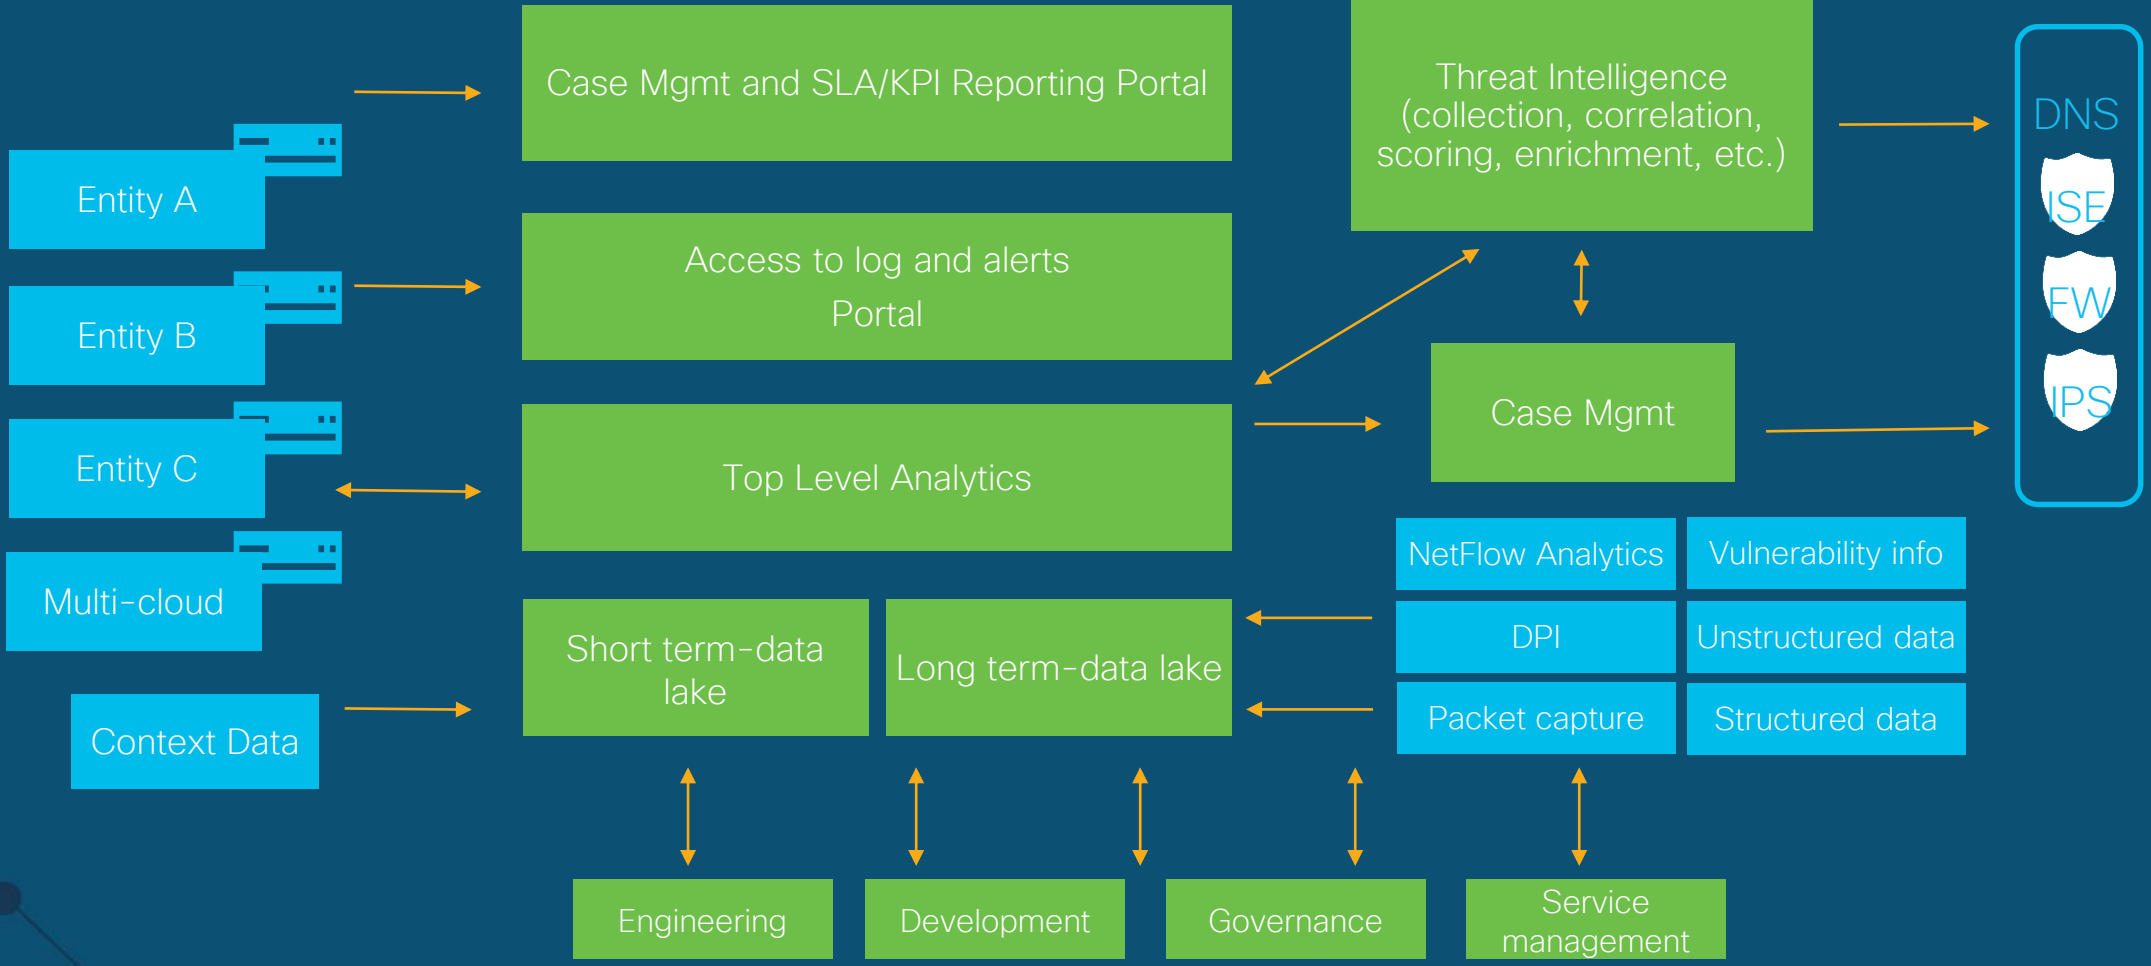 Case Mgmt and SLA/KPI Reporting Portal
Threat Intelligence
(collection, correlation,
scoring, enrichment, etc.)
DNS
ISE
FW
IPS
Entity A
Access to log and alerts
Portal
Entity B
Case Mgmt
Entity C
Top Level Analytics
Multi-cloud
NetFlow Analytics
Vulnerability info
DPI
Unstructured data
Packet capture
Structured data
Short term-data
lake
Long term-data lake
Context Data
Engineering
Development
Governance
Service
management